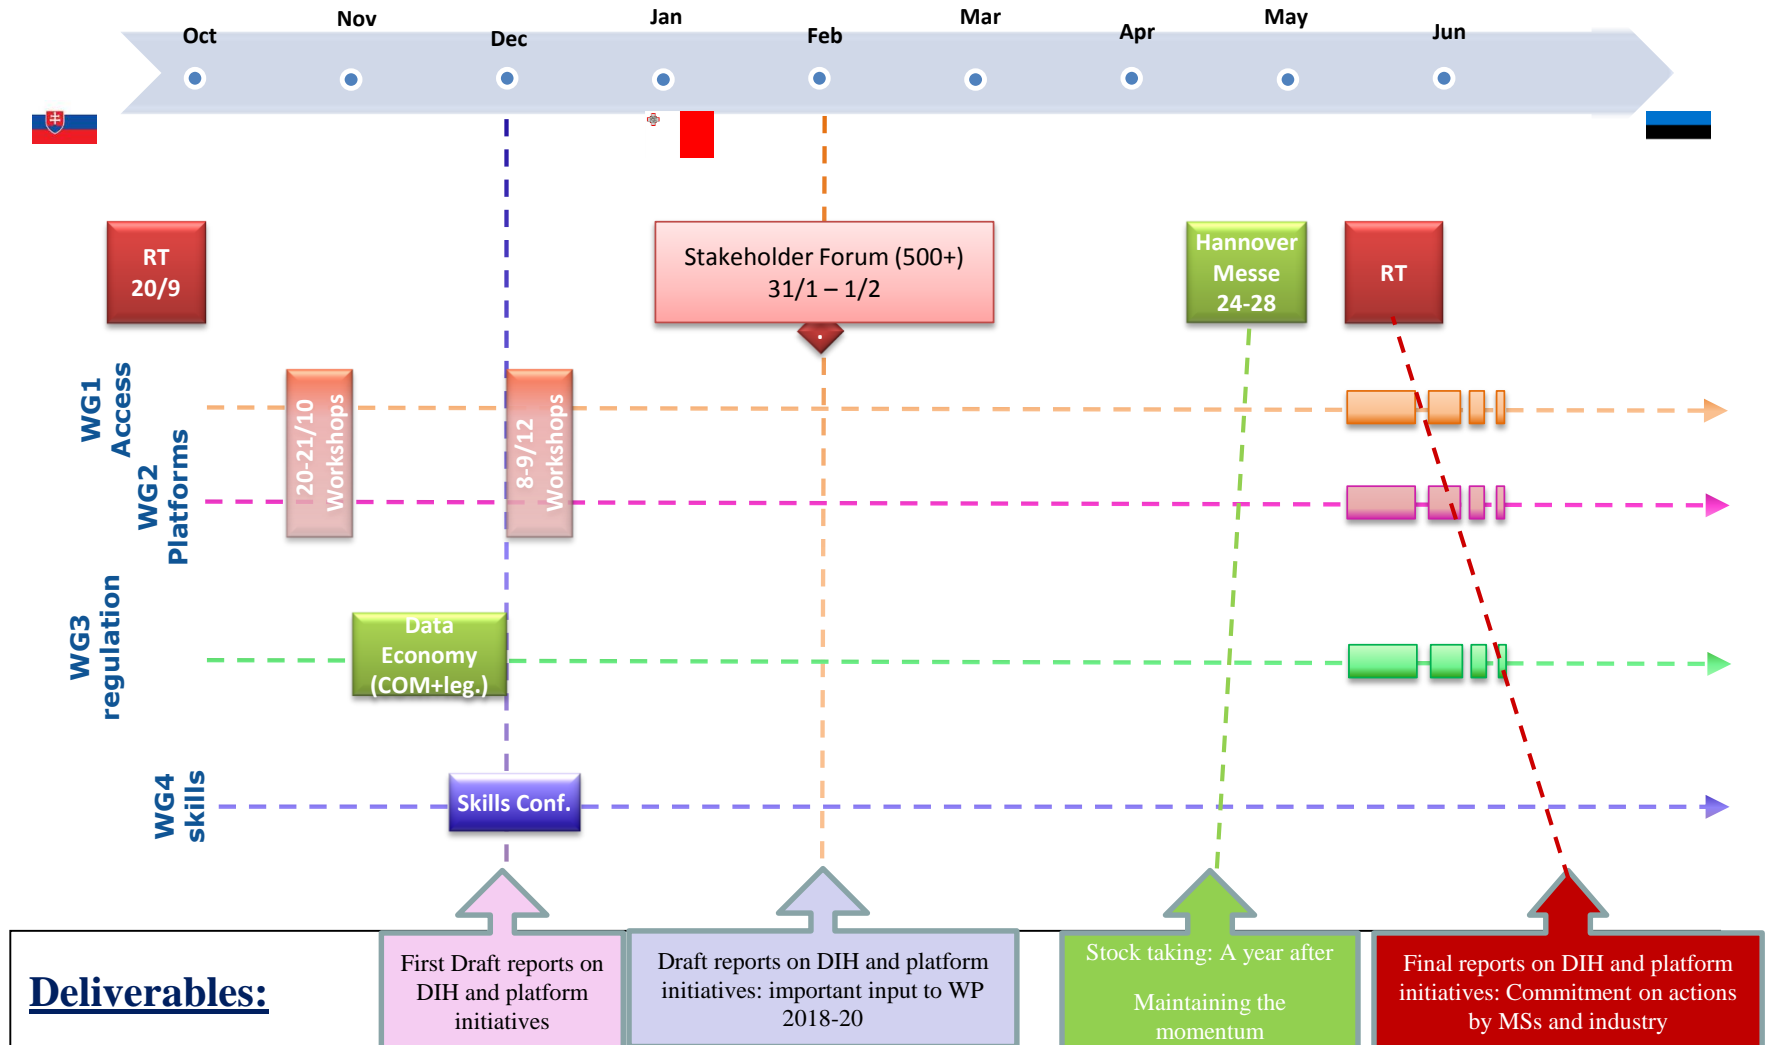 Oct
Nov
Dec
Jan
Feb
Mar
Apr
May
Jun
RT
20/9
Stakeholder Forum (500+)
31/1 – 1/2
Hannover
Messe
24-28
RT
WG1
Access
20-21/10
Workshops
8-9/12
Workshops
WG2
Platforms
WG3
regulation
Data
Economy
(COM+leg.)
WG4
skills
Skills Conf.
Deliverables:
First Draft reports on
DIH and platform
initiatives
Draft reports on DIH and platform
initiatives: important input to WP
2018-20
Stock taking: A year after
Maintaining the
momentum
Final reports on DIH and platform
initiatives: Commitment on actions
by MSs and industry